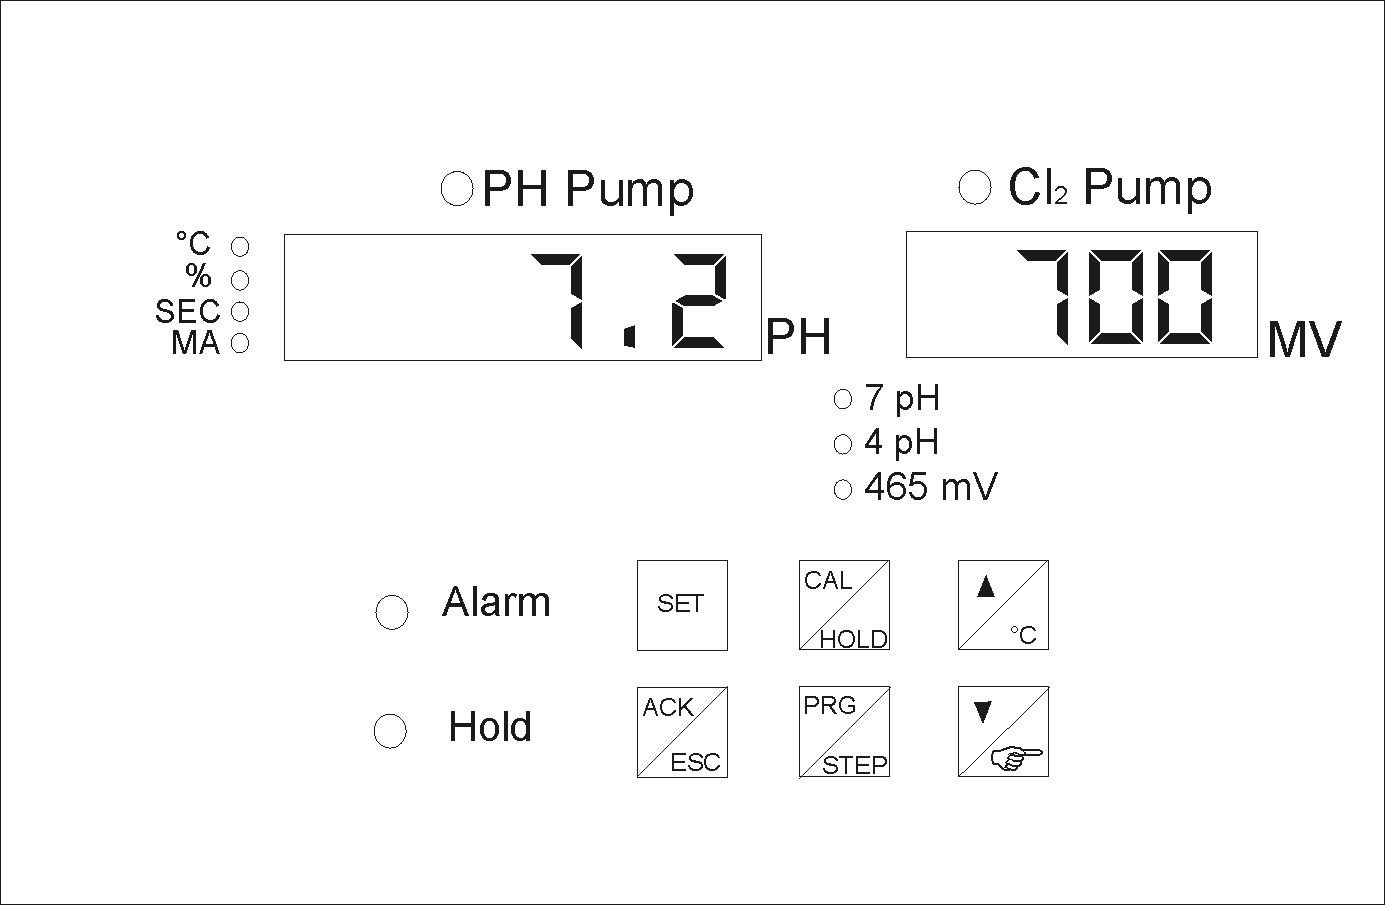 PH Pump
Cl₂ Pump
°C
%
SEC
MA
7.2
PH
700
MV
7 pH
4 pH
465 mV
Alarm
SET
CAL
HOLD
▲
°C
Hold
ACK
ESC
PRG
STEP
▼